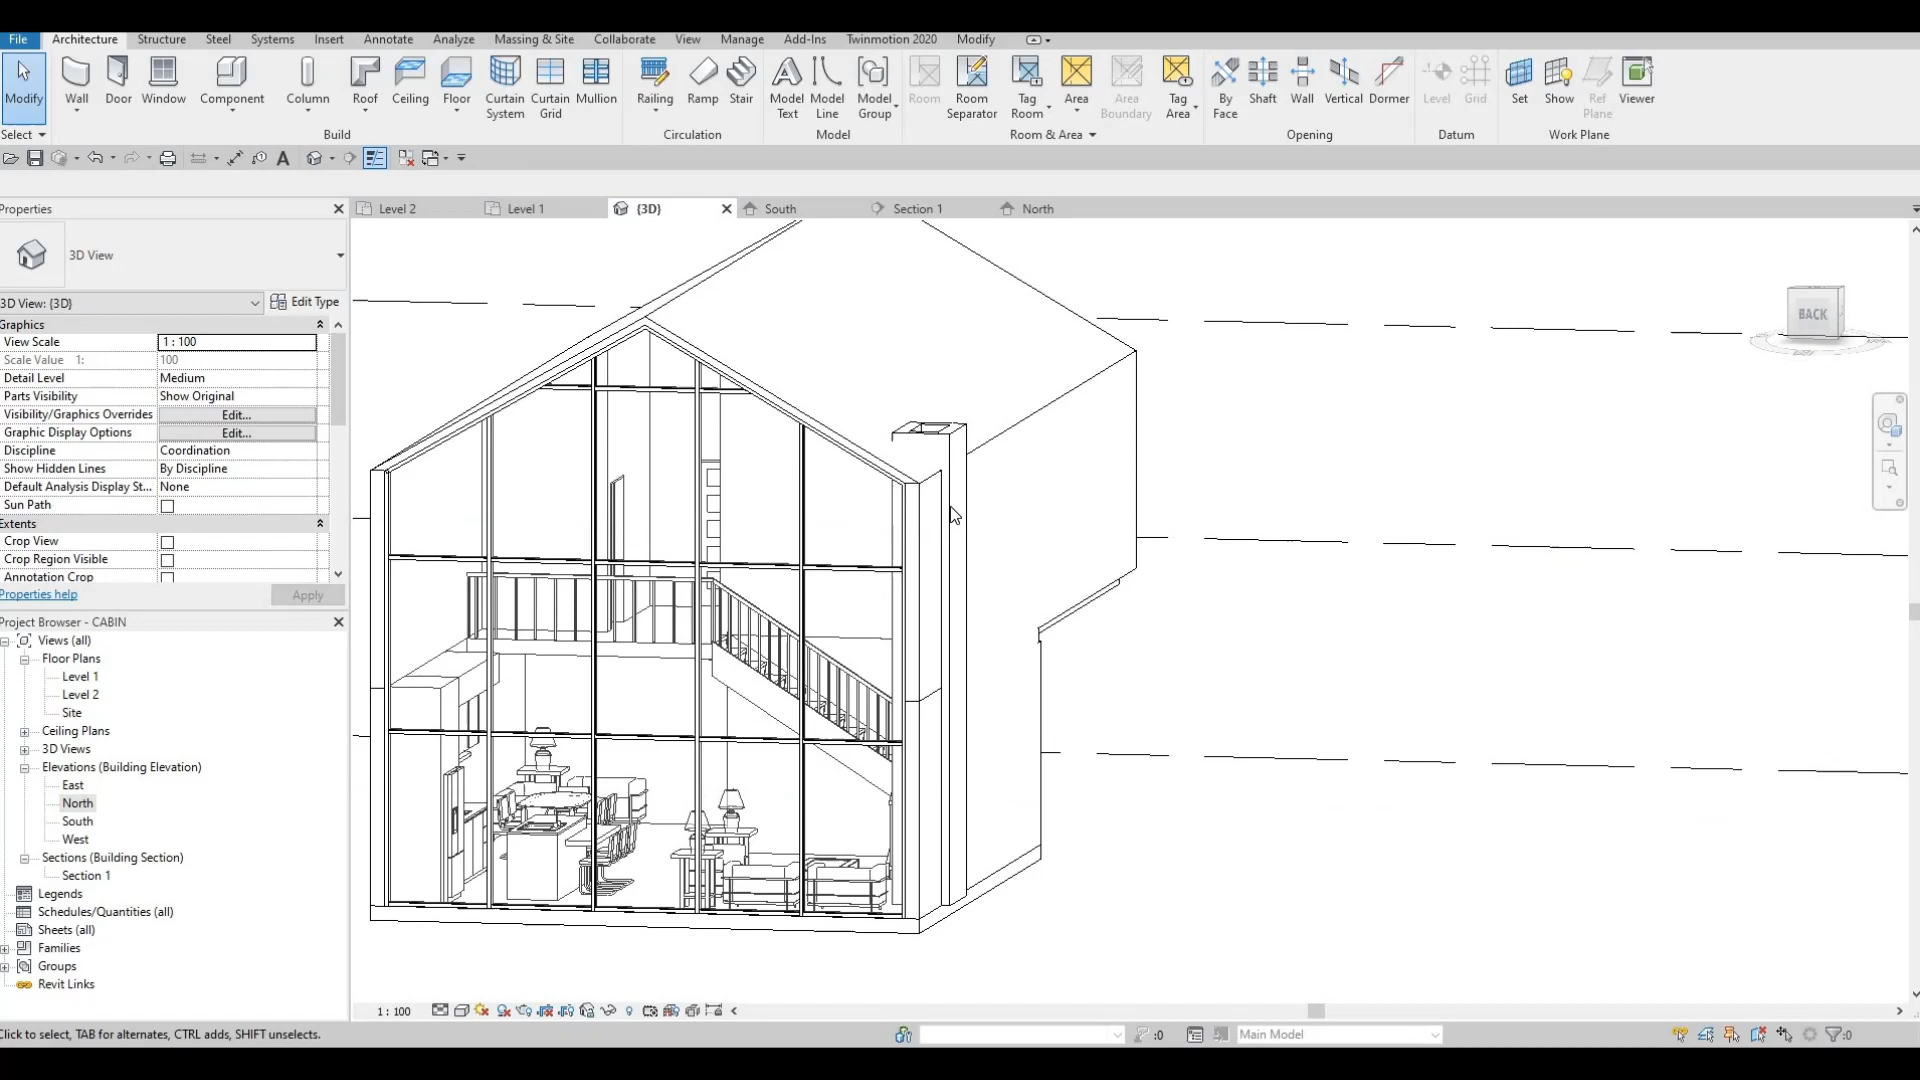 File Architecture Structure Steel Systems Insert Annotate Analyze Massing & Site Collaborate View Manage Add-Ins Twinmotion 2020 Modify
Modify Wall Door Window Component Column Roof Ceiling Floor Curtain System Curtain Grid Mullion Railing Ramp Stair Model Text Model Line Model Group Room Room Separator Tag Room Area Area Boundary Tag Area By Face Shaft Wall Vertical Dormer Level Grid Set Show Ref Plane Viewer
Select Build Circulation Model Room & Area Opening Datum Work Plane
Properties
Level 2 Level 1 {3D} South Section 1 North
3D View
3D View: {3D} Edit Type
Graphics
View Scale 1 : 100
Scale Value 1: 100
Detail Level Medium
Parts Visibility Show Original
Visibility/Graphics Overrides Edit...
Graphic Display Options Edit...
Discipline Coordination
Show Hidden Lines By Discipline
Default Analysis Display St... None
Sun Path
Extents
Crop View
Crop Region Visible
Annotation Crop
Properties help Apply
BACK
Project Browser - CABIN
Views (all)
Floor Plans
Level 1
Level 2
Site
Ceiling Plans
3D Views
Elevations (Building Elevation)
East
North
South
West
Sections (Building Section)
Section 1
Legends
Schedules/Quantities (all)
Sheets (all)
Families
Groups
Revit Links
1 : 100
Click to select, TAB for alternates, CTRL adds, SHIFT unselects.
:0 Main Model :0